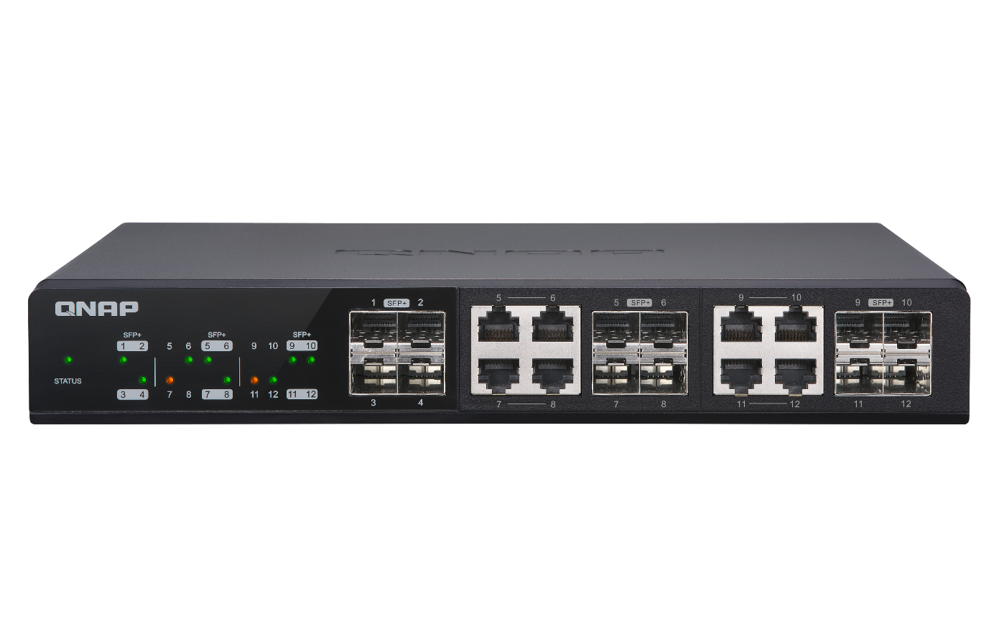 QNAP
QNAP
SFP+ SFP+ SFP+
1 2 5 6 5 6 9 10 9 10
STATUS
3 4 7 8 7 8 11 12 11 12
1 SFP+ 2
3 4
5 6
7 8
5 SFP+ 6
7 8
9 10
11 12
9 SFP+ 10
11 12